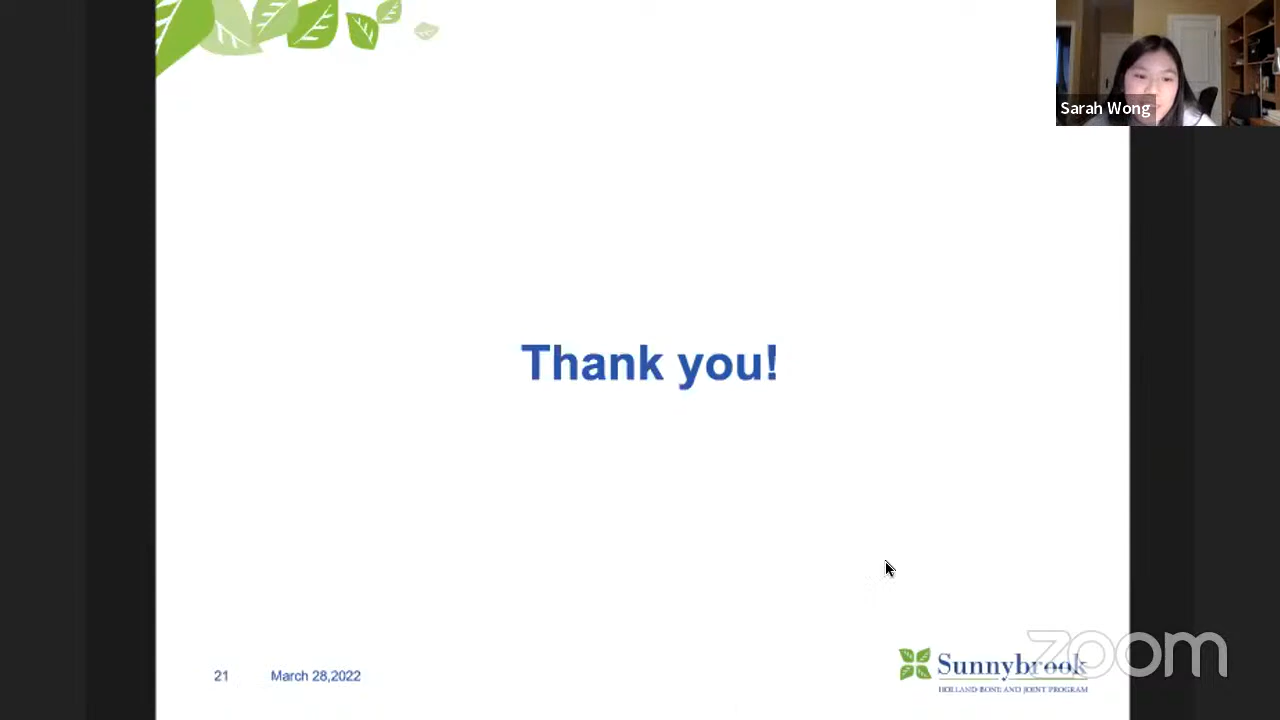 Sarah Wong
Thank you!
21 March 28,2022
Sunnybrook
HOLLAND BONE AND JOINT PROGRAM
zoom